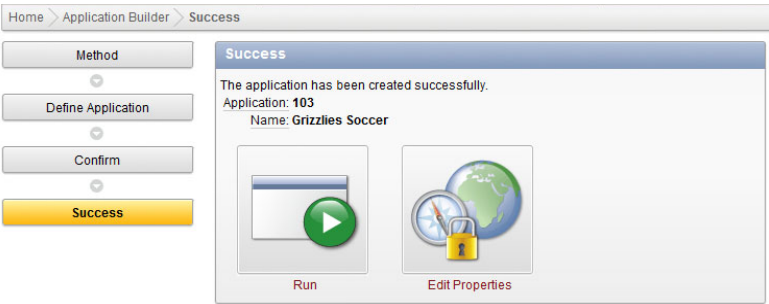 Home Application Builder Success
Method
Define Application
Confirm
Success
Success
The application has been created successfully.
Application: 103
Name: Grizzlies Soccer
Run Edit Properties